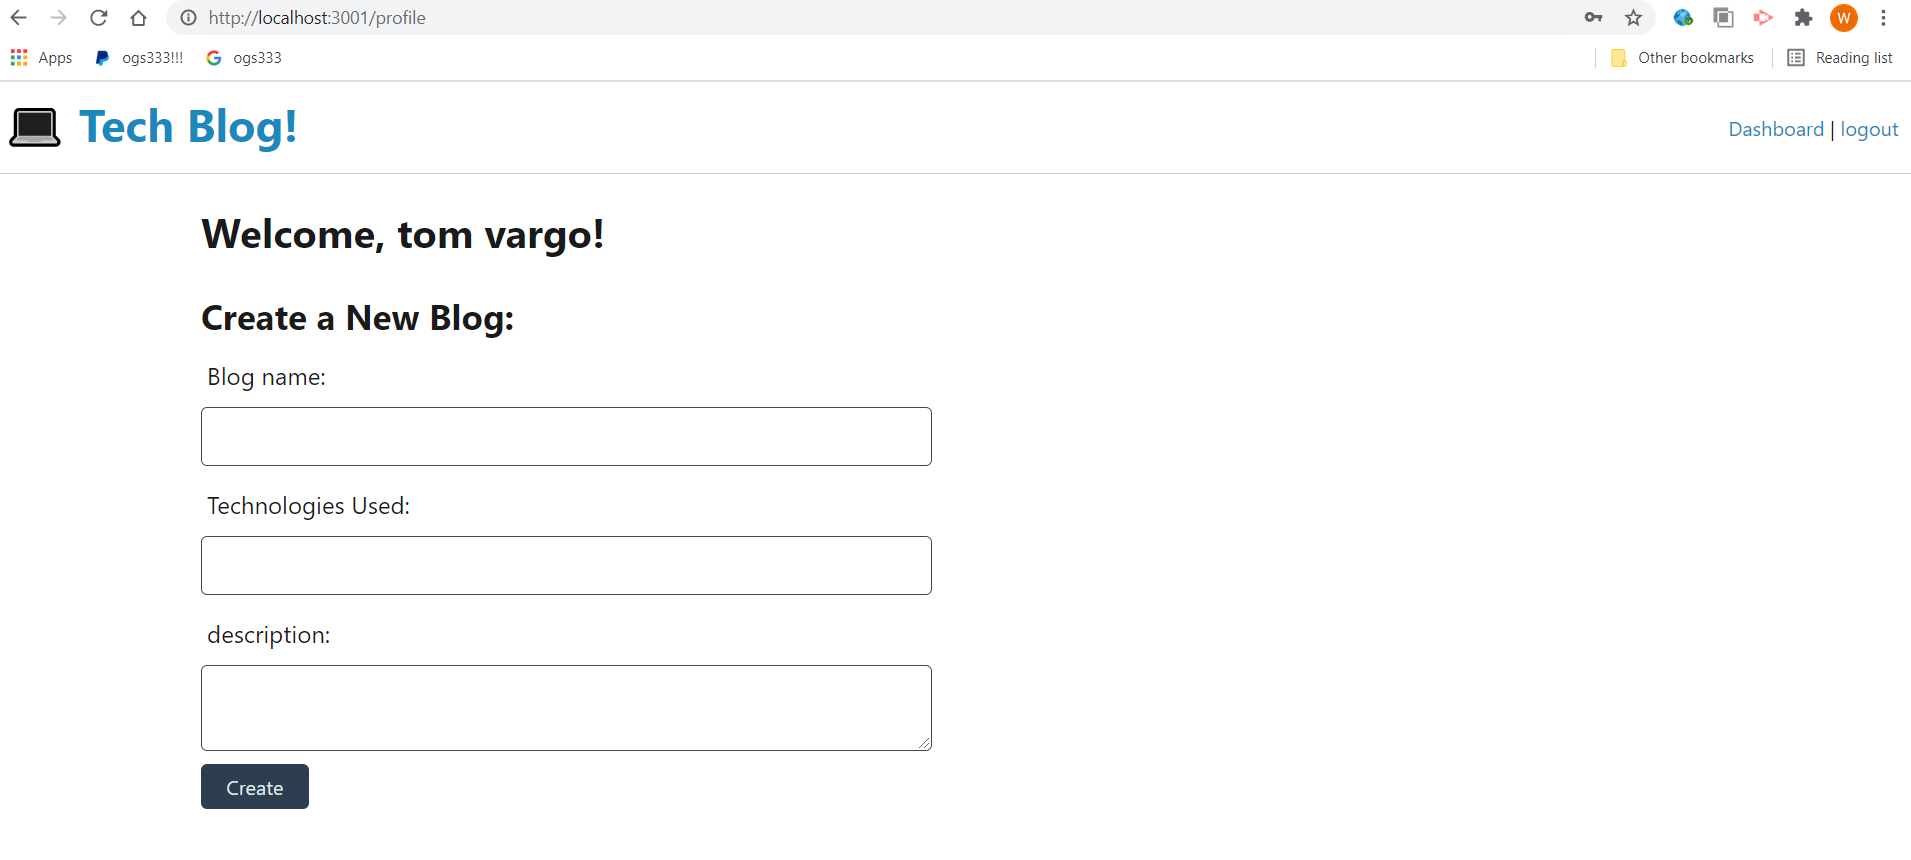 http://localhost:3001/profile
W
Apps ogs333!!! ogs333 Other bookmarks Reading list
Tech Blog! Dashboard | logout
Welcome, tom vargo!
Create a New Blog:
Blog name:
Technologies Used:
description:
Create